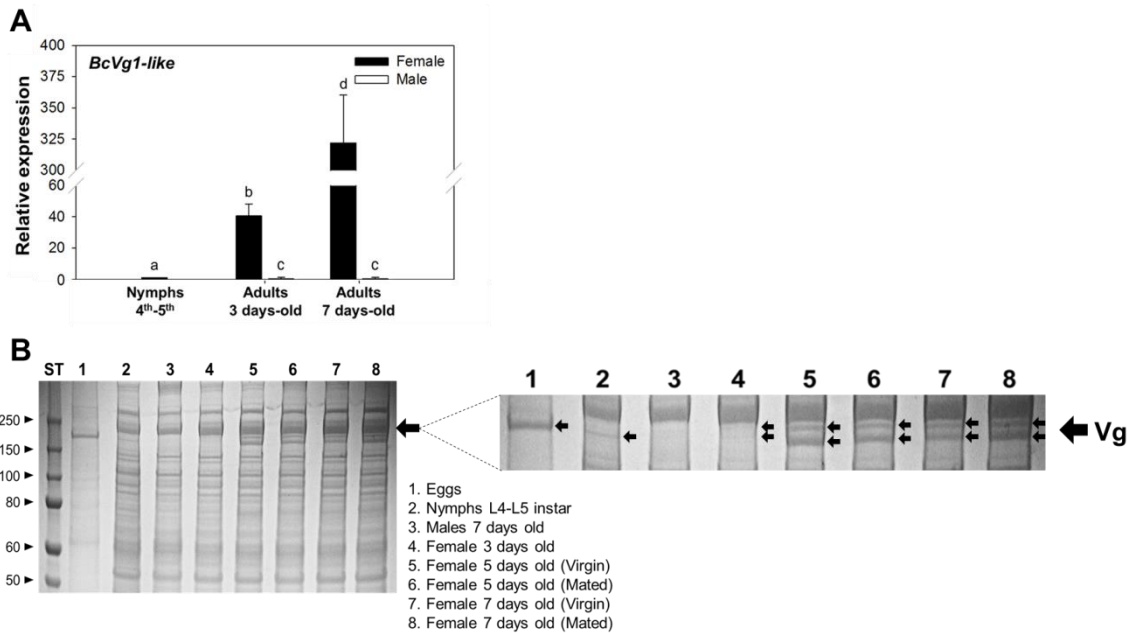 A
BcVg1-like
Female
Male
Relative expression
400
375
350
325
300
60
40
20
0
a
b
c
d
c
Nymphs
4th-5th
Adults
3 days-old
Adults
7 days-old
B
ST 1 2 3 4 5 6 7 8
250
150
100
80
60
50
1 2 3 4 5 6 7 8
Vg
1. Eggs
2. Nymphs L4-L5 instar
3. Males 7 days old
4. Female 3 days old
5. Female 5 days old (Virgin)
6. Female 5 days old (Mated)
7. Female 7 days old (Virgin)
8. Female 7 days old (Mated)